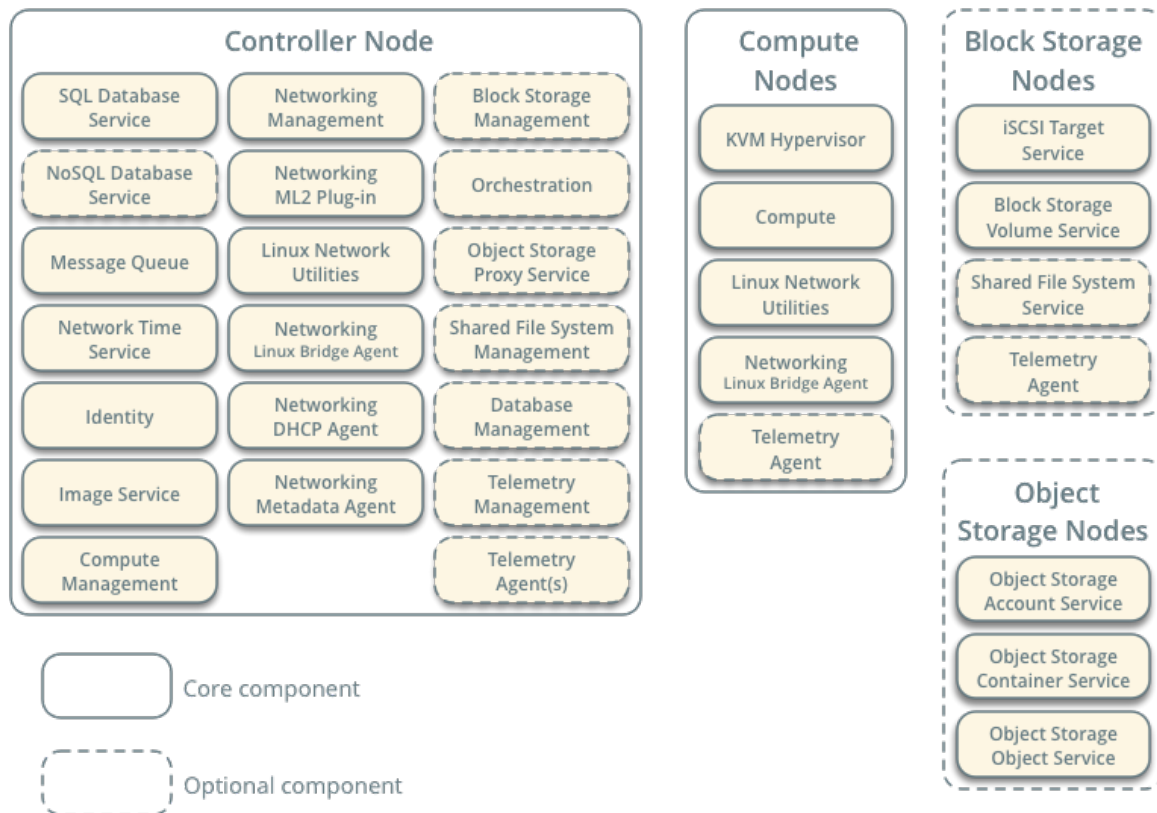 Controller Node
SQL Database
Service
NoSQL Database
Service
Message Queue
Network Time
Service
Identity
Image Service
Compute
Management
Networking
Management
Networking
ML2 Plug-in
Linux Network
Utilities
Networking
Linux Bridge Agent
Networking
DHCP Agent
Networking
Metadata Agent
Block Storage
Management
Orchestration
Object Storage
Proxy Service
Shared File System
Management
Database
Management
Telemetry
Management
Telemetry
Agent(s)
Compute
Nodes
KVM Hypervisor
Compute
Linux Network
Utilities
Networking
Linux Bridge Agent
Telemetry
Agent
Block Storage
Nodes
iSCSI Target
Service
Block Storage
Volume Service
Shared File System
Service
Telemetry
Agent
Object
Storage Nodes
Object Storage
Account Service
Object Storage
Container Service
Object Storage
Object Service
Core component
Optional component